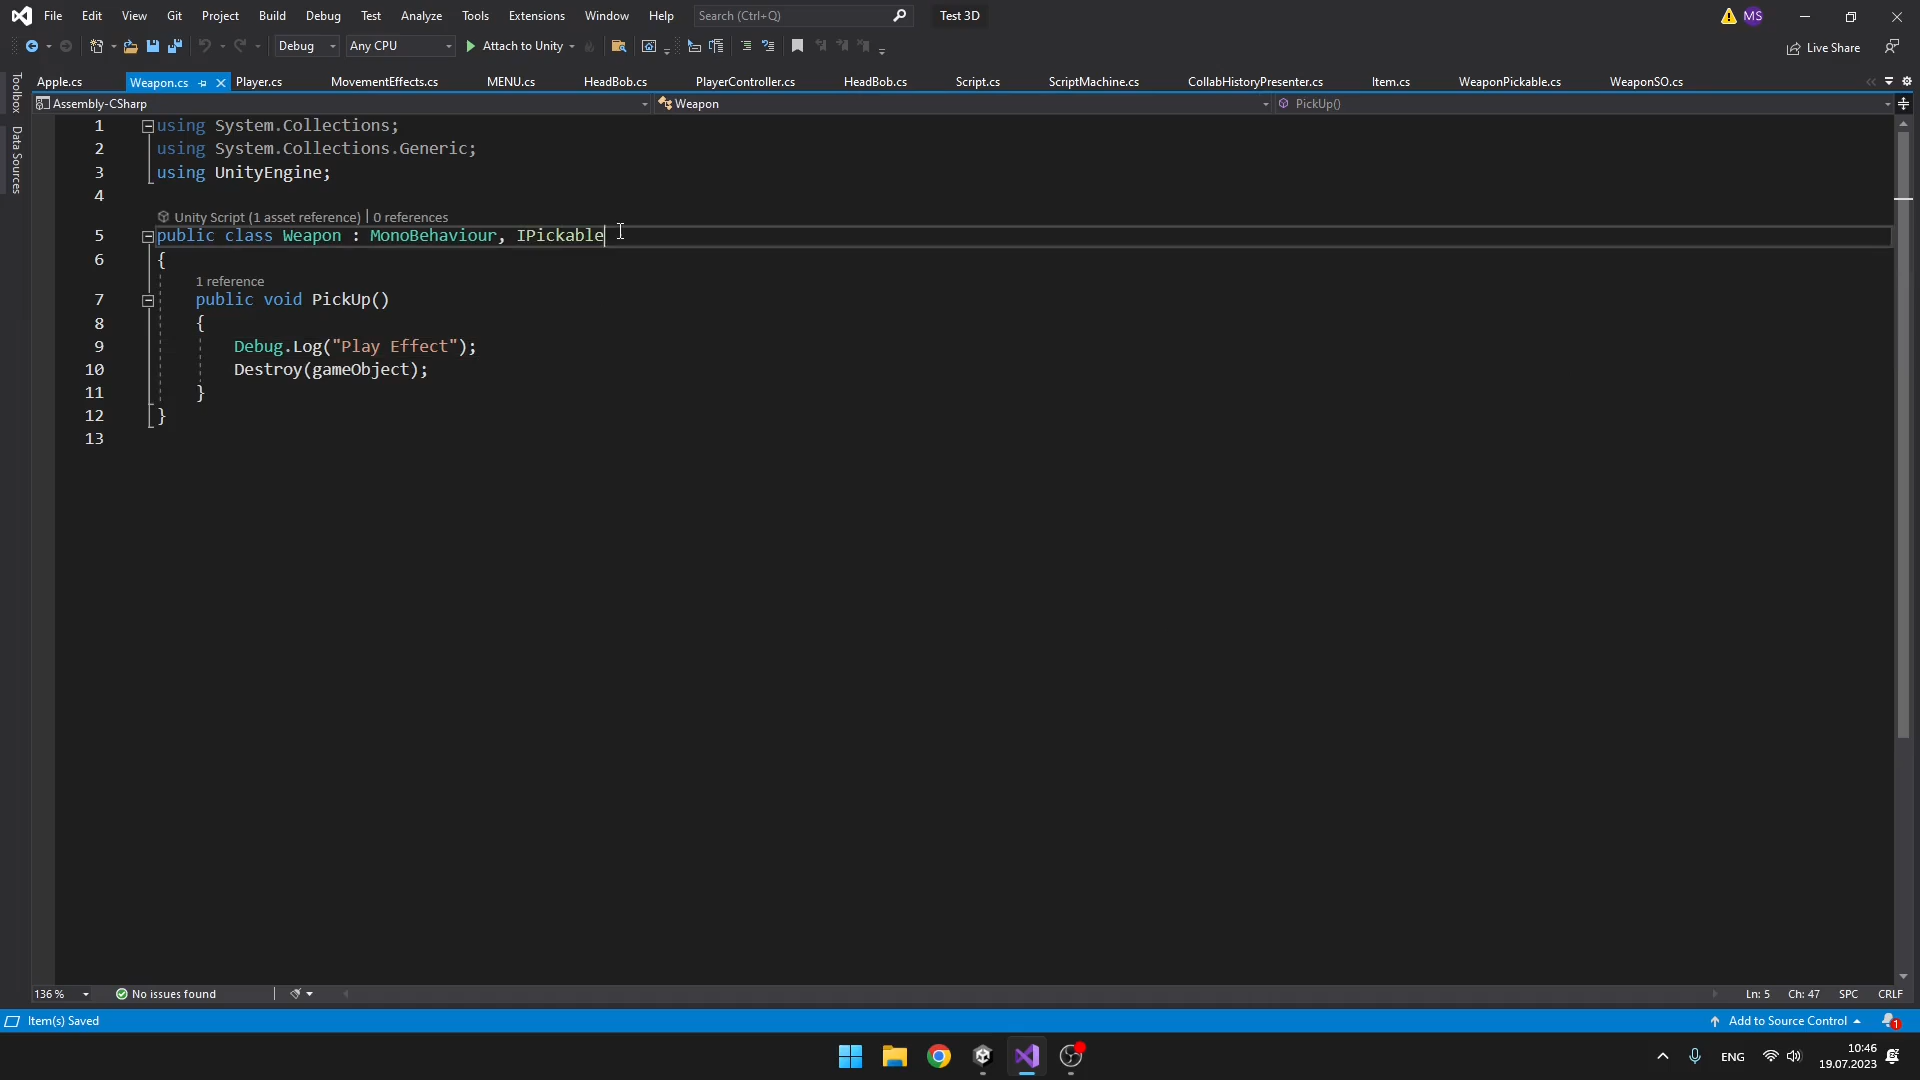 File Edit View Git Project Build Debug Test Analyze Tools Extensions Window Help Search (Ctrl+Q) Test 3D MS
Debug Any CPU Attach to Unity Live Share
Apple.cs Weapon.cs Player.cs MovementEffects.cs MENU.cs HeadBob.cs PlayerController.cs HeadBob.cs Script.cs ScriptMachine.cs CollabHistoryPresenter.cs Item.cs WeaponPickable.cs WeaponSO.cs
Toolbox
Data Sources
Assembly-CSharp Weapon PickUp()
1 using System.Collections;
2 using System.Collections.Generic;
3 using UnityEngine;
4
Unity Script (1 asset reference) | 0 references
5 public class Weapon : MonoBehaviour, IPickable
6 {
1 reference
7 public void PickUp()
8 {
9 Debug.Log("Play Effect");
10 Destroy(gameObject);
11 }
12 }
13
136 % No issues found Ln: 5 Ch: 47 SPC CRLF
Item(s) Saved Add to Source Control 1
ENG 10:46
19.07.2023